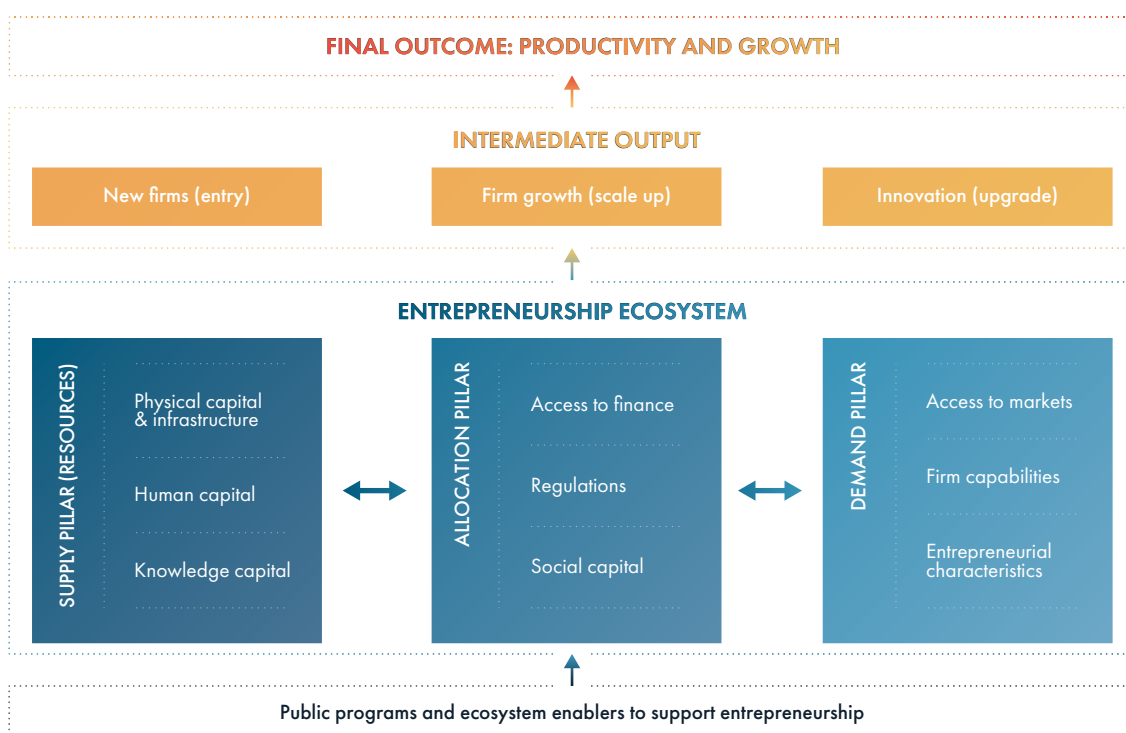 FINAL OUTCOME: PRODUCTIVITY AND GROWTH
INTERMEDIATE OUTPUT
New firms (entry)
Firm growth (scale up)
Innovation (upgrade)
ENTREPRENEURSHIP ECOSYSTEM
SUPPLY PILLAR (RESOURCES)
Physical capital
& infrastructure
Human capital
Knowledge capital
ALLOCATION PILLAR
Access to finance
Regulations
Social capital
DEMAND PILLAR
Access to markets
Firm capabilities
Entrepreneurial
characteristics
Public programs and ecosystem enablers to support entrepreneurship